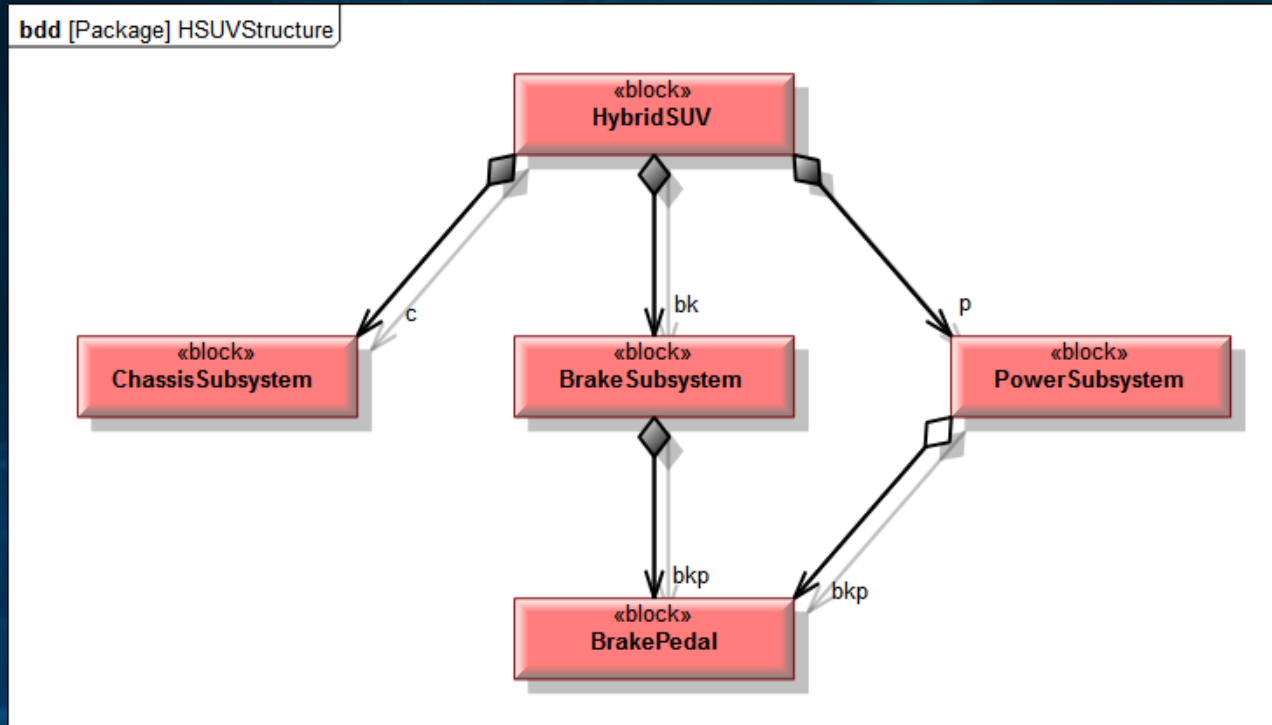 bdd [Package] HSUVStructure
«block»
HybridSUV
c
bk
p
«block»
ChassisSubsystem
«block»
BrakeSubsystem
«block»
PowerSubsystem
bkp
bkp
«block»
BrakePedal